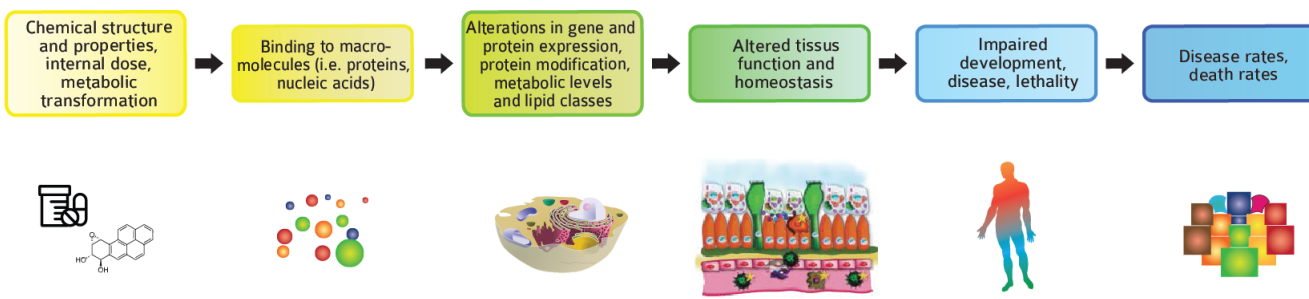 Chemical structure
and properties,
internal dose,
metabolic
transformation
Binding to macro-
molecules (i.e. proteins,
nucleic acids)
Alterations in gene and
protein expression,
protein modification,
metabolic levels
and lipid classes
Altered tissue
function and
homeostasis
Impaired
development,
disease, lethality
Disease rates,
death rates
O
HO
OH